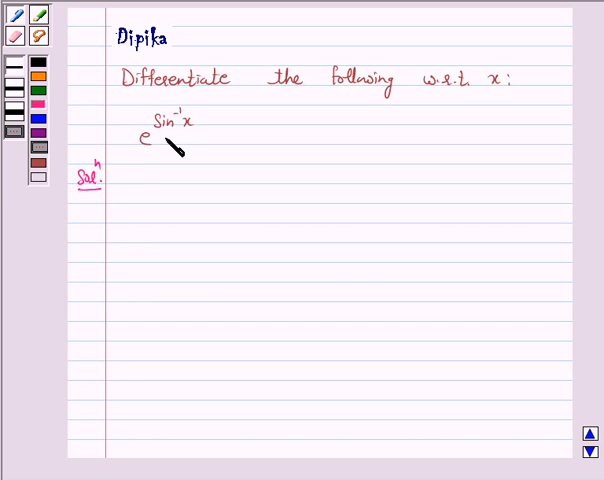 Dipika
Differentiate the following w.r.t. x:
e^{Sin⁻¹x}
Solⁿ.